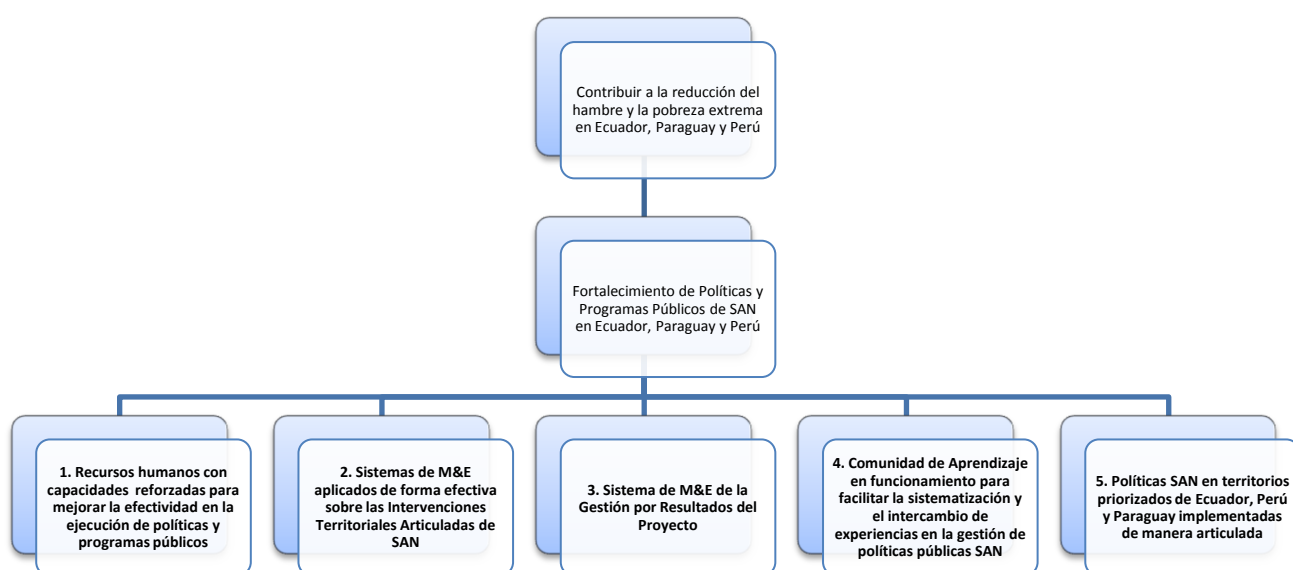 Contribuir a la reducción del
hambre y la pobreza extrema
en Ecuador, Paraguay y Perú
Fortalecimiento de Políticas y
Programas Públicos de SAN
en Ecuador, Paraguay y Perú
1. Recursos humanos con
capacidades reforzadas para
mejorar la efectividad en la
ejecución de políticas y
programas públicos
2. Sistemas de M&E
aplicados de forma efectiva
sobre las Intervenciones
Territoriales Articuladas de
SAN
3. Sistema de M&E de la
Gestión por Resultados del
Proyecto
4. Comunidad de Aprendizaje
en funcionamiento para
facilitar la sistematización y
el intercambio de
experiencias en la gestión de
políticas públicas SAN
5. Políticas SAN en territorios
priorizados de Ecuador, Perú
y Paraguay implementadas
de manera articulada